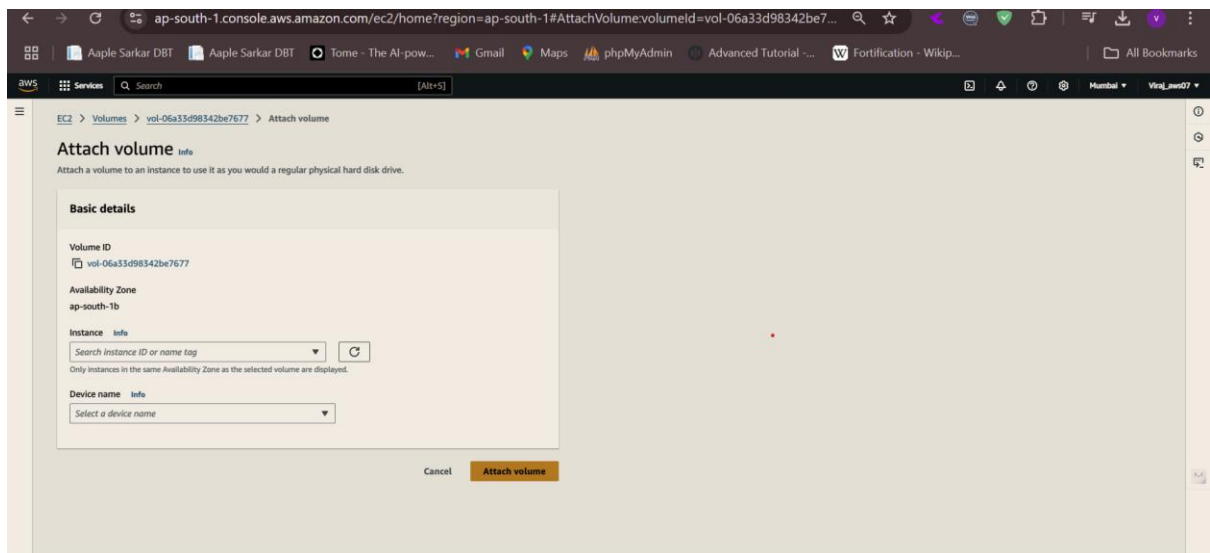 ap-south-1.console.aws.amazon.com/ec2/home?region=ap-south-1#AttachVolume:volumeId=vol-06a33d98342be7...
Aaple Sarkar DBT Aaple Sarkar DBT Tome - The AI-pow... Gmail Maps phpMyAdmin Advanced Tutorial -... Fortification - Wikip... All Bookmarks
aws Services Search [Alt+S] Mumbai Viraj_aws07
EC2 > Volumes > vol-06a33d98342be7677 > Attach volume
Attach volume Info
Attach a volume to an instance to use it as you would a regular physical hard disk drive.
Basic details
Volume ID
vol-06a33d98342be7677
Availability Zone
ap-south-1b
Instance Info
Search instance ID or name tag
Only instances in the same Availability Zone as the selected volume are displayed.
Device name Info
Select a device name
Cancel Attach volume